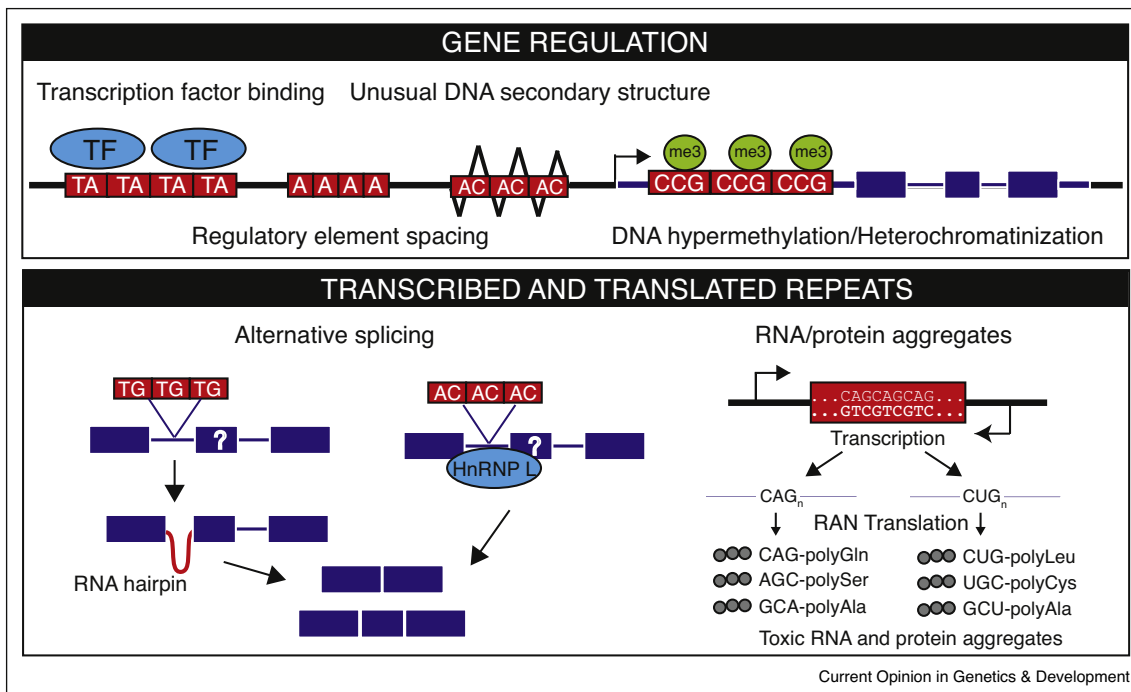 GENE REGULATION
Transcription factor binding
Unusual DNA secondary structure
TF
TF
TA TA TA TA
A A A A
AC AC AC
me3
me3
me3
CCG CCG CCG
Regulatory element spacing
DNA hypermethylation/Heterochromatinization
TRANSCRIBED AND TRANSLATED REPEATS
Alternative splicing
TG TG TG
?
RNA hairpin
AC AC AC
?
HnRNP L
RNA/protein aggregates
...CAGCAGCAG...
...GTCGTCGTC...
Transcription
CAGn
CUGn
RAN Translation
CAG-polyGln
AGC-polySer
GCA-polyAla
CUG-polyLeu
UGC-polyCys
GCU-polyAla
Toxic RNA and protein aggregates
Current Opinion in Genetics & Development